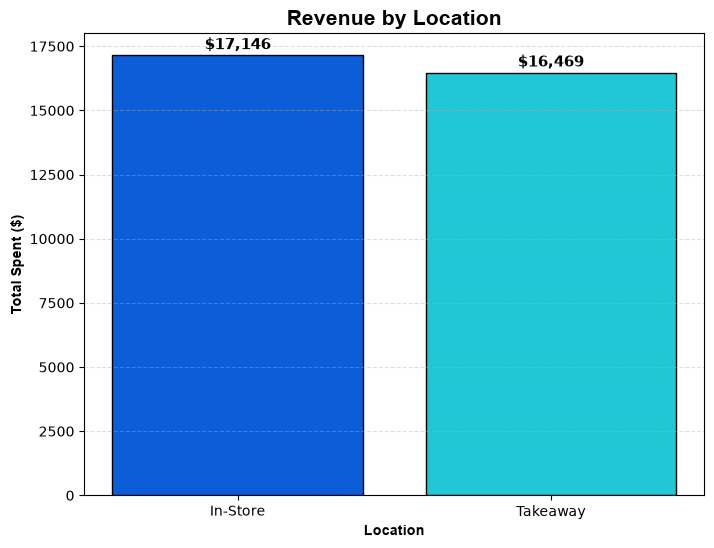 Revenue by Location
$17,146
$16,469
17500
15000
12500
10000
7500
5000
2500
0
Total Spent ($)
In-Store
Takeaway
Location